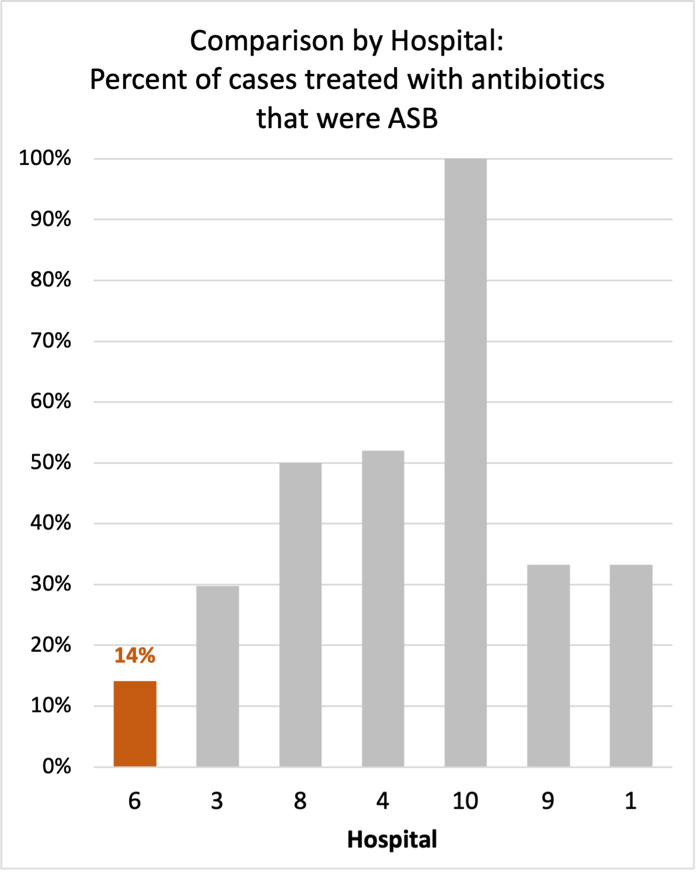 Comparison by Hospital:
Percent of cases treated with antibiotics
that were ASB
100%
90%
80%
70%
60%
50%
40%
30%
20%
10%
0%
14%
6 3 8 4 10 9 1
Hospital